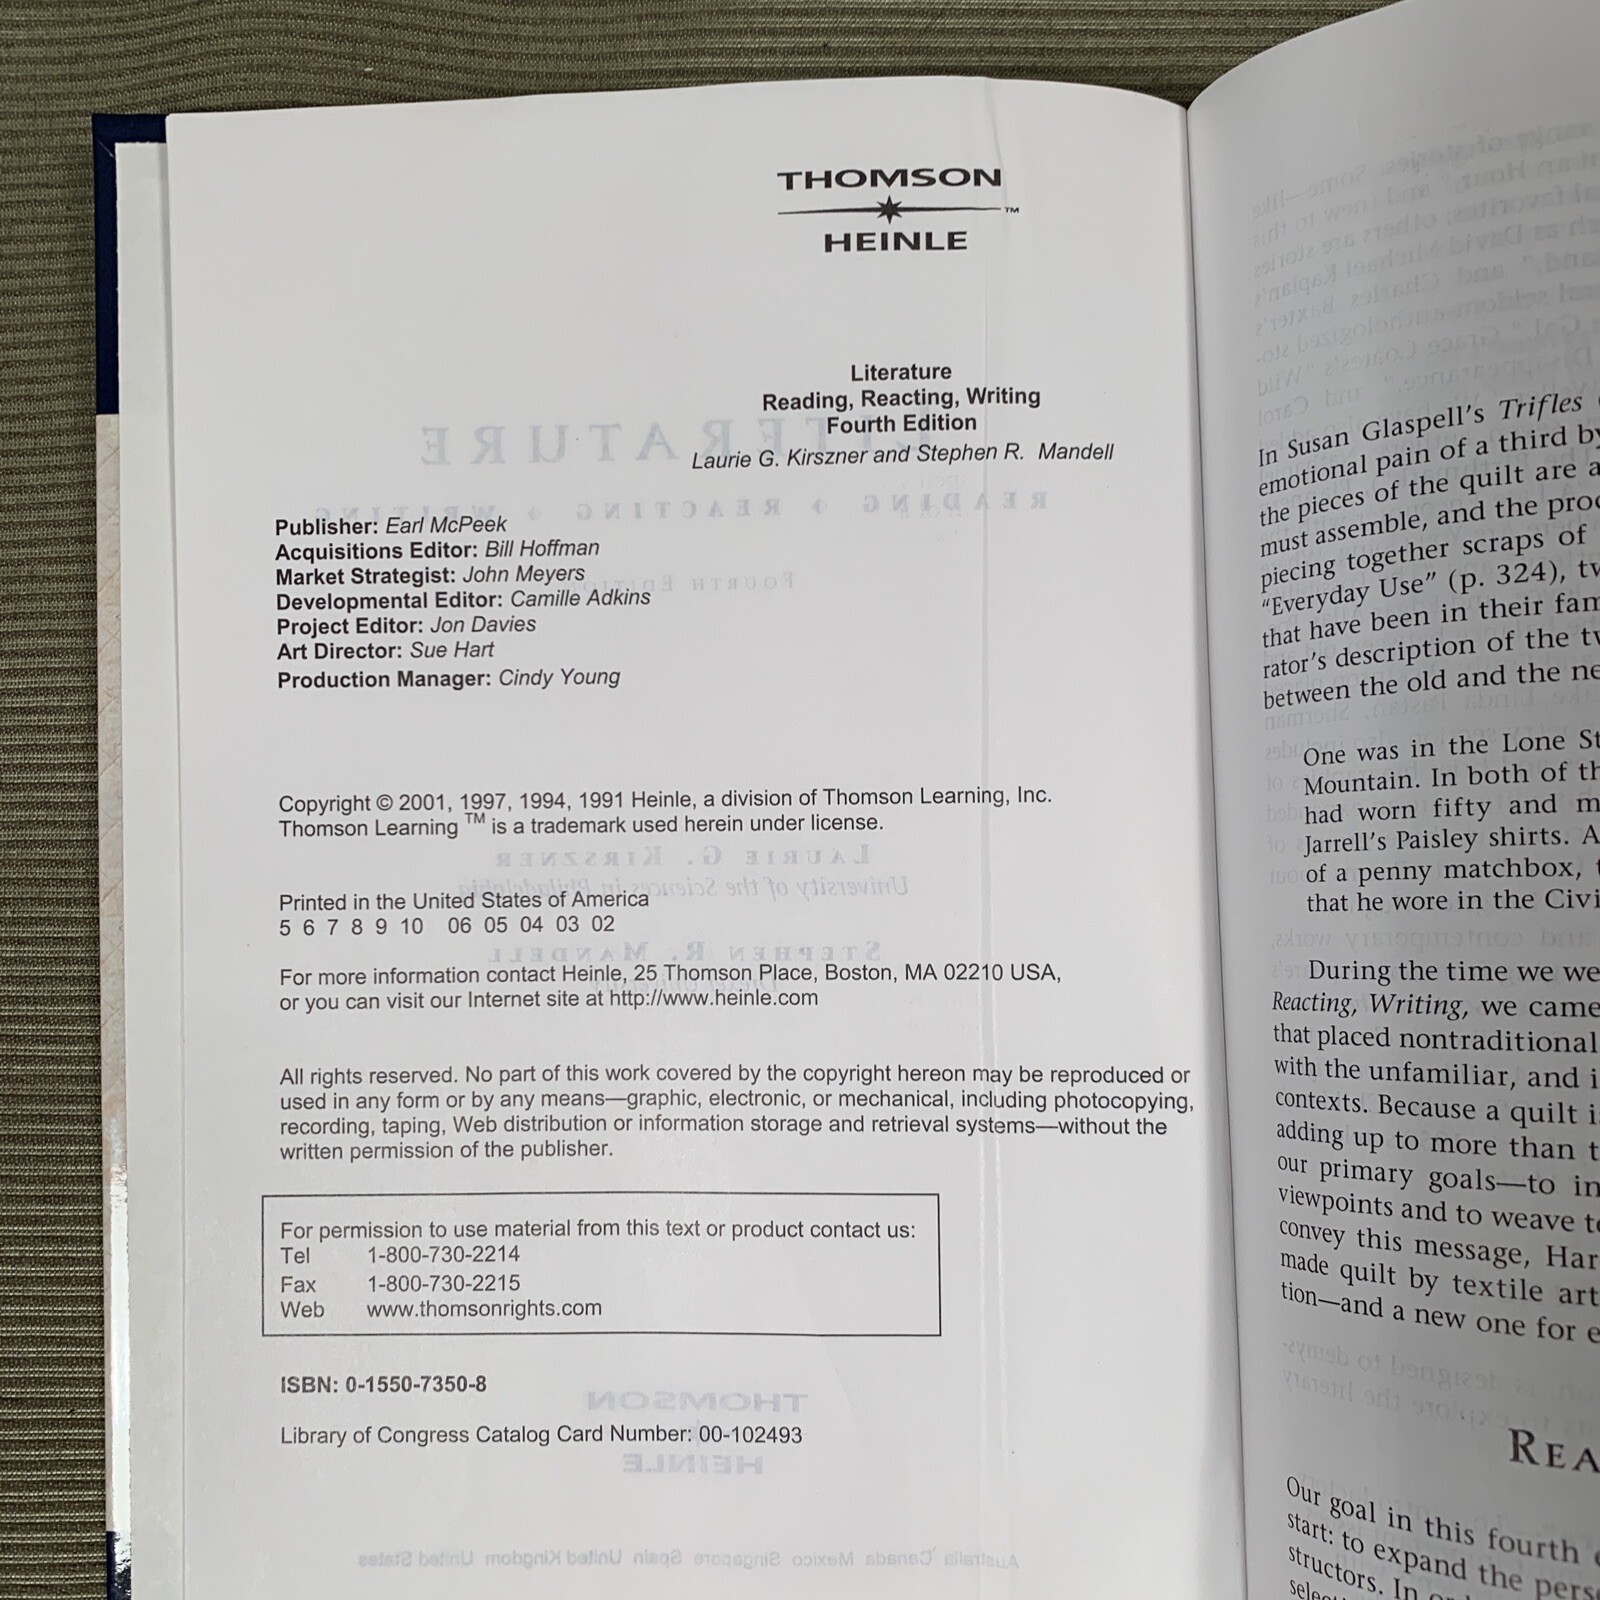 THOMSON
™
HEINLE
Literature
Reading, Reacting, Writing
Fourth Edition
Laurie G. Kirszner and Stephen R. Mandell
Publisher: Earl McPeek
Acquisitions Editor: Bill Hoffman
Market Strategist: John Meyers
Developmental Editor: Camille Adkins
Project Editor: Jon Davies
Art Director: Sue Hart
Production Manager: Cindy Young
Copyright © 2001, 1997, 1994, 1991 Heinle, a division of Thomson Learning, Inc.
Thomson Learning ™ is a trademark used herein under license.
Printed in the United States of America
5 6 7 8 9 10 06 05 04 03 02
For more information contact Heinle, 25 Thomson Place, Boston, MA 02210 USA,
or you can visit our Internet site at http://www.heinle.com
All rights reserved. No part of this work covered by the copyright hereon may be reproduced or
used in any form or by any means—graphic, electronic, or mechanical, including photocopying,
recording, taping, Web distribution or information storage and retrieval systems—without the
written permission of the publisher.
For permission to use material from this text or product contact us:
Tel 1-800-730-2214
Fax 1-800-730-2215
Web www.thomsonrights.com
ISBN: 0-1550-7350-8
Library of Congress Catalog Card Number: 00-102493
In Susan Glaspell's Trifles
emotional pain of a third
the pieces of the quilt are
must assemble, and the
piecing together scraps of
"Everyday Use" (p. 324),
that have been in their
rator's description of the
between the old and the
One was in the Lone
Mountain. In both of
had worn fifty and
Jarrell's Paisley shirts.
of a penny matchbox,
that he wore in the
During the time we
Reacting, Writing, we came
that placed nontraditional
with the unfamiliar, and
contexts. Because a quilt
adding up to more than
our primary goals—to
viewpoints and to weave
convey this message,
made quilt by textile
tion—and a new one for
Our goal in this fourth
start: to expand the
structors. In